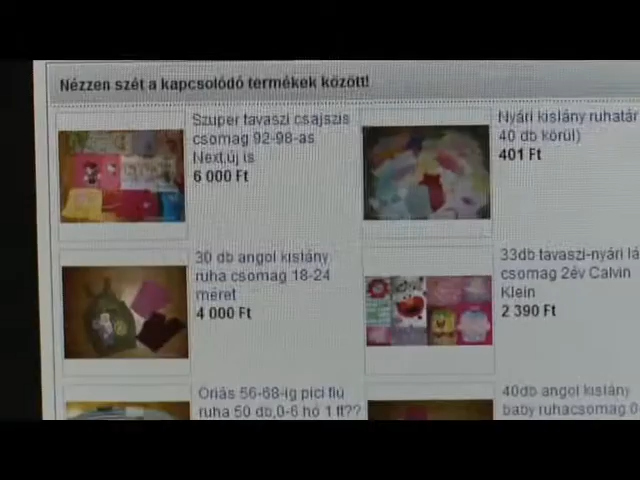 Nézzen szét a kapcsolódó termékek között!
Szuper tavaszi csajszis
csomag 92-98-as
Next,új is
6 000 Ft
Nyári kislány ruhatár
40 db körül)
401 Ft
30 db angol kislány
ruha csomag 18-24
méret
4 000 Ft
33db tavaszi-nyári lá
csomag 2év Calvin
Klein
2 390 Ft
Óriás 56-68-ig pici fiú
ruha 50 db,0-6 hó 1 ft??
40db angol kislány
baby ruhacsomag.0-